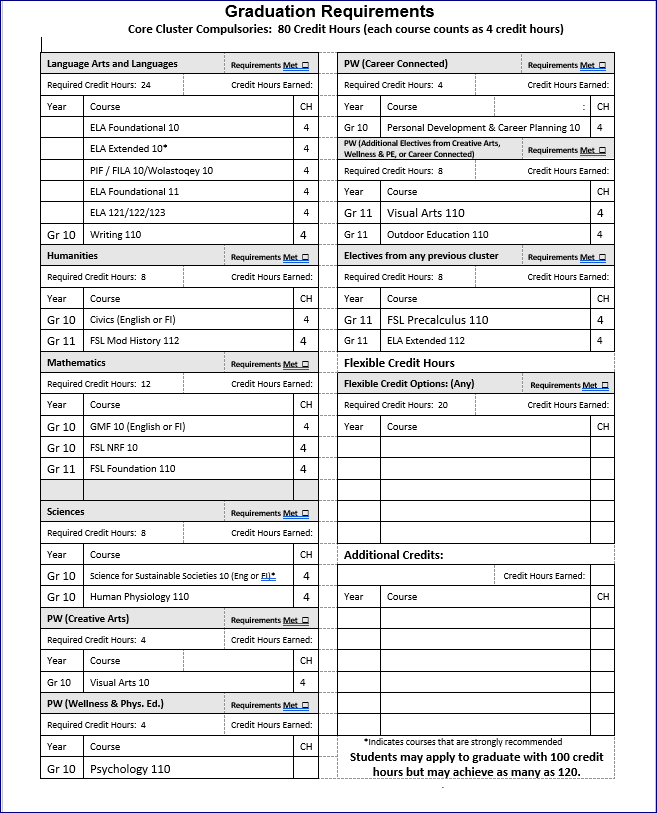 Graduation Requirements
Core Cluster Compulsories: 80 Credit Hours (each course counts as 4 credit hours)
Language Arts and Languages Requirements Met ☐
Required Credit Hours: 24 Credit Hours Earned:
Year Course CH
ELA Foundational 10 4
ELA Extended 10* 4
PIF / FILA 10/Wolastoqey 10 4
ELA Foundational 11 4
ELA 121/122/123 4
Gr 10 Writing 110 4
Humanities Requirements Met ☐
Required Credit Hours: 8 Credit Hours Earned:
Year Course CH
Gr 10 Civics (English or FI) 4
Gr 11 FSL Mod History 112 4
Mathematics Requirements Met ☐
Required Credit Hours: 12 Credit Hours Earned:
Year Course CH
Gr 10 GMF 10 (English or FI) 4
Gr 10 FSL NRF 10 4
Gr 11 FSL Foundation 110 4
Sciences Requirements Met ☐
Required Credit Hours: 8 Credit Hours Earned:
Year Course CH
Gr 10 Science for Sustainable Societies 10 (Eng or FI)* 4
Gr 10 Human Physiology 110 4
PW (Creative Arts) Requirements Met ☐
Required Credit Hours: 4 Credit Hours Earned:
Year Course CH
Gr 10 Visual Arts 10 4
PW (Wellness & Phys. Ed.) Requirements Met ☐
Required Credit Hours: 4 Credit Hours Earned:
Year Course CH
Gr 10 Psychology 110
PW (Career Connected) Requirements Met ☐
Required Credit Hours: 4 Credit Hours Earned:
Year Course : CH
Gr 10 Personal Development & Career Planning 10 4
PW (Additional Electives from Creative Arts,
Wellness & PE, or Career Connected) Requirements Met ☐
Required Credit Hours: 8 Credit Hours Earned:
Year Course CH
Gr 11 Visual Arts 110 4
Gr 11 Outdoor Education 110 4
Electives from any previous cluster Requirements Met ☐
Required Credit Hours: 8 Credit Hours Earned:
Year Course CH
Gr 11 FSL Precalculus 110 4
Gr 11 ELA Extended 112 4
Flexible Credit Hours
Flexible Credit Options: (Any) Requirements Met ☐
Required Credit Hours: 20 Credit Hours Earned:
Year Course CH
Additional Credits:
Credit Hours Earned:
Year Course CH
*Indicates courses that are strongly recommended
Students may apply to graduate with 100 credit
hours but may achieve as many as 120.